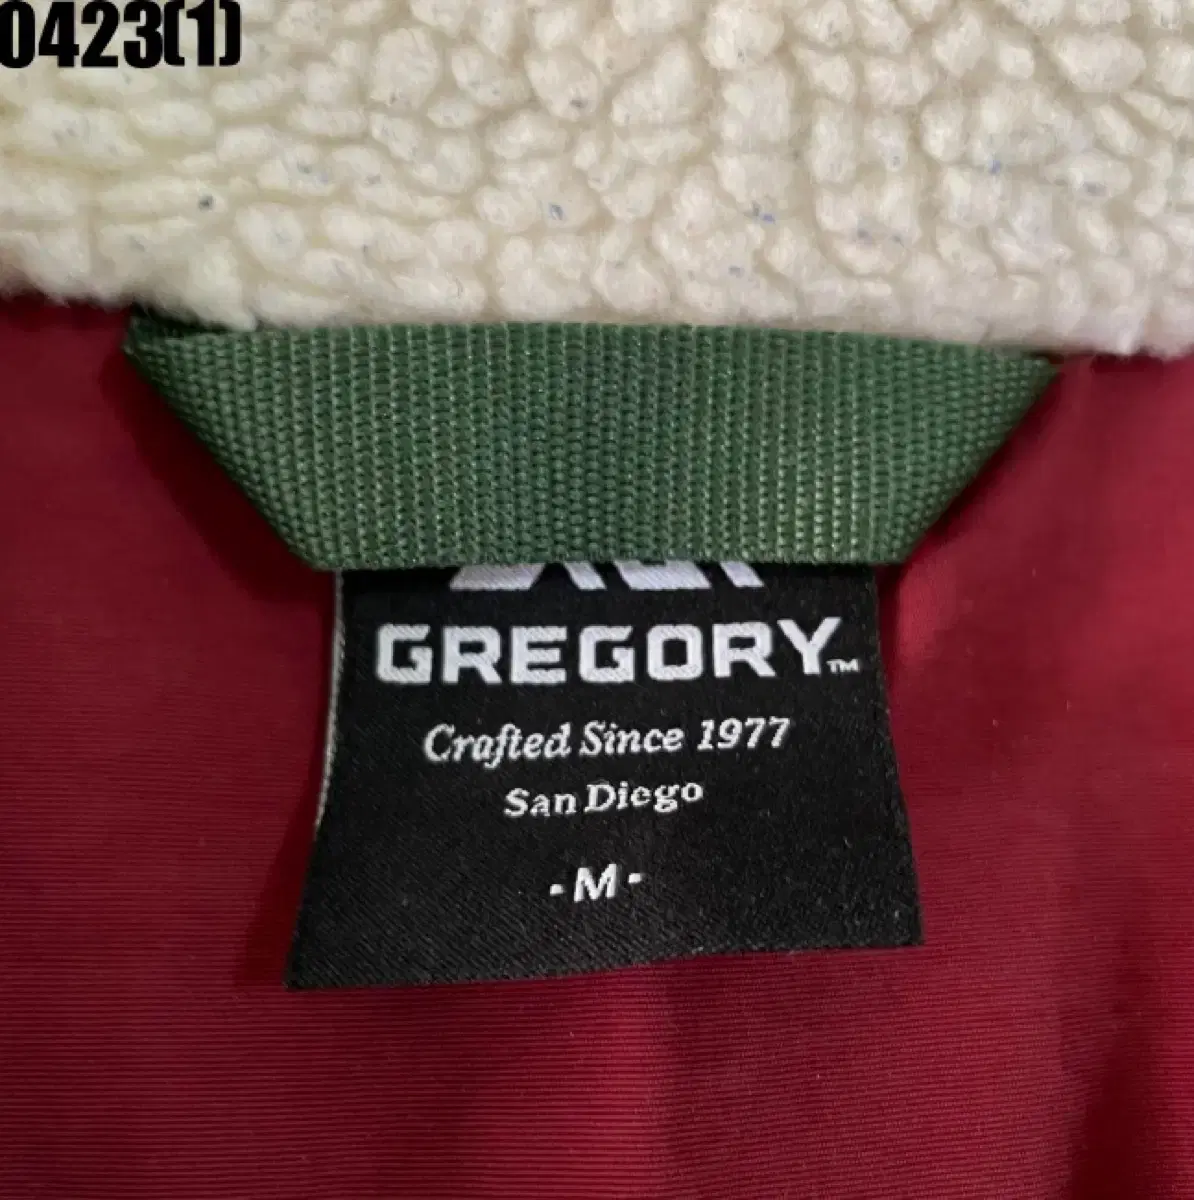 0423(1)
GREGORY™
Crafted Since 1977
San Diego
-M-